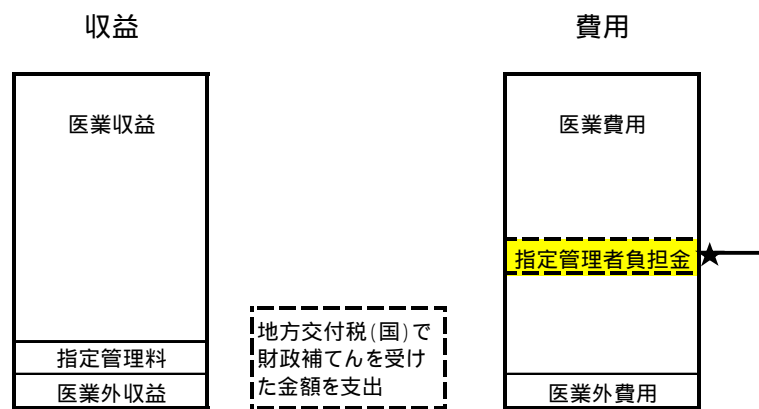 収益
費用
医業収益
医業費用
指定管理者負担金
地方交付税(国)で
財政補てんを受け
た金額を支出
指定管理料
医業外収益
医業外費用